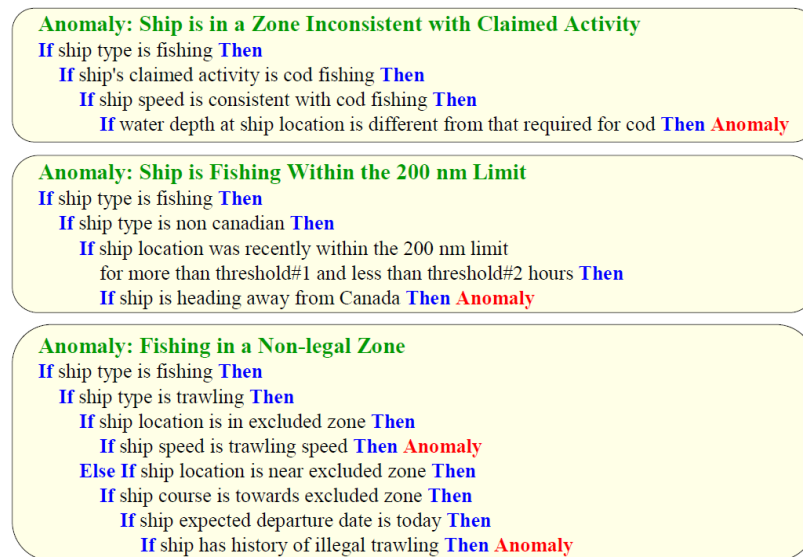 Anomaly: Ship is in a Zone Inconsistent with Claimed Activity
If ship type is fishing Then
If ship's claimed activity is cod fishing Then
If ship speed is consistent with cod fishing Then
If water depth at ship location is different from that required for cod Then Anomaly
Anomaly: Ship is Fishing Within the 200 nm Limit
If ship type is fishing Then
If ship type is non canadian Then
If ship location was recently within the 200 nm limit
for more than threshold#1 and less than threshold#2 hours Then
If ship is heading away from Canada Then Anomaly
Anomaly: Fishing in a Non-legal Zone
If ship type is fishing Then
If ship type is trawling Then
If ship location is in excluded zone Then
If ship speed is trawling speed Then Anomaly
Else If ship location is near excluded zone Then
If ship course is towards excluded zone Then
If ship expected departure date is today Then
If ship has history of illegal trawling Then Anomaly